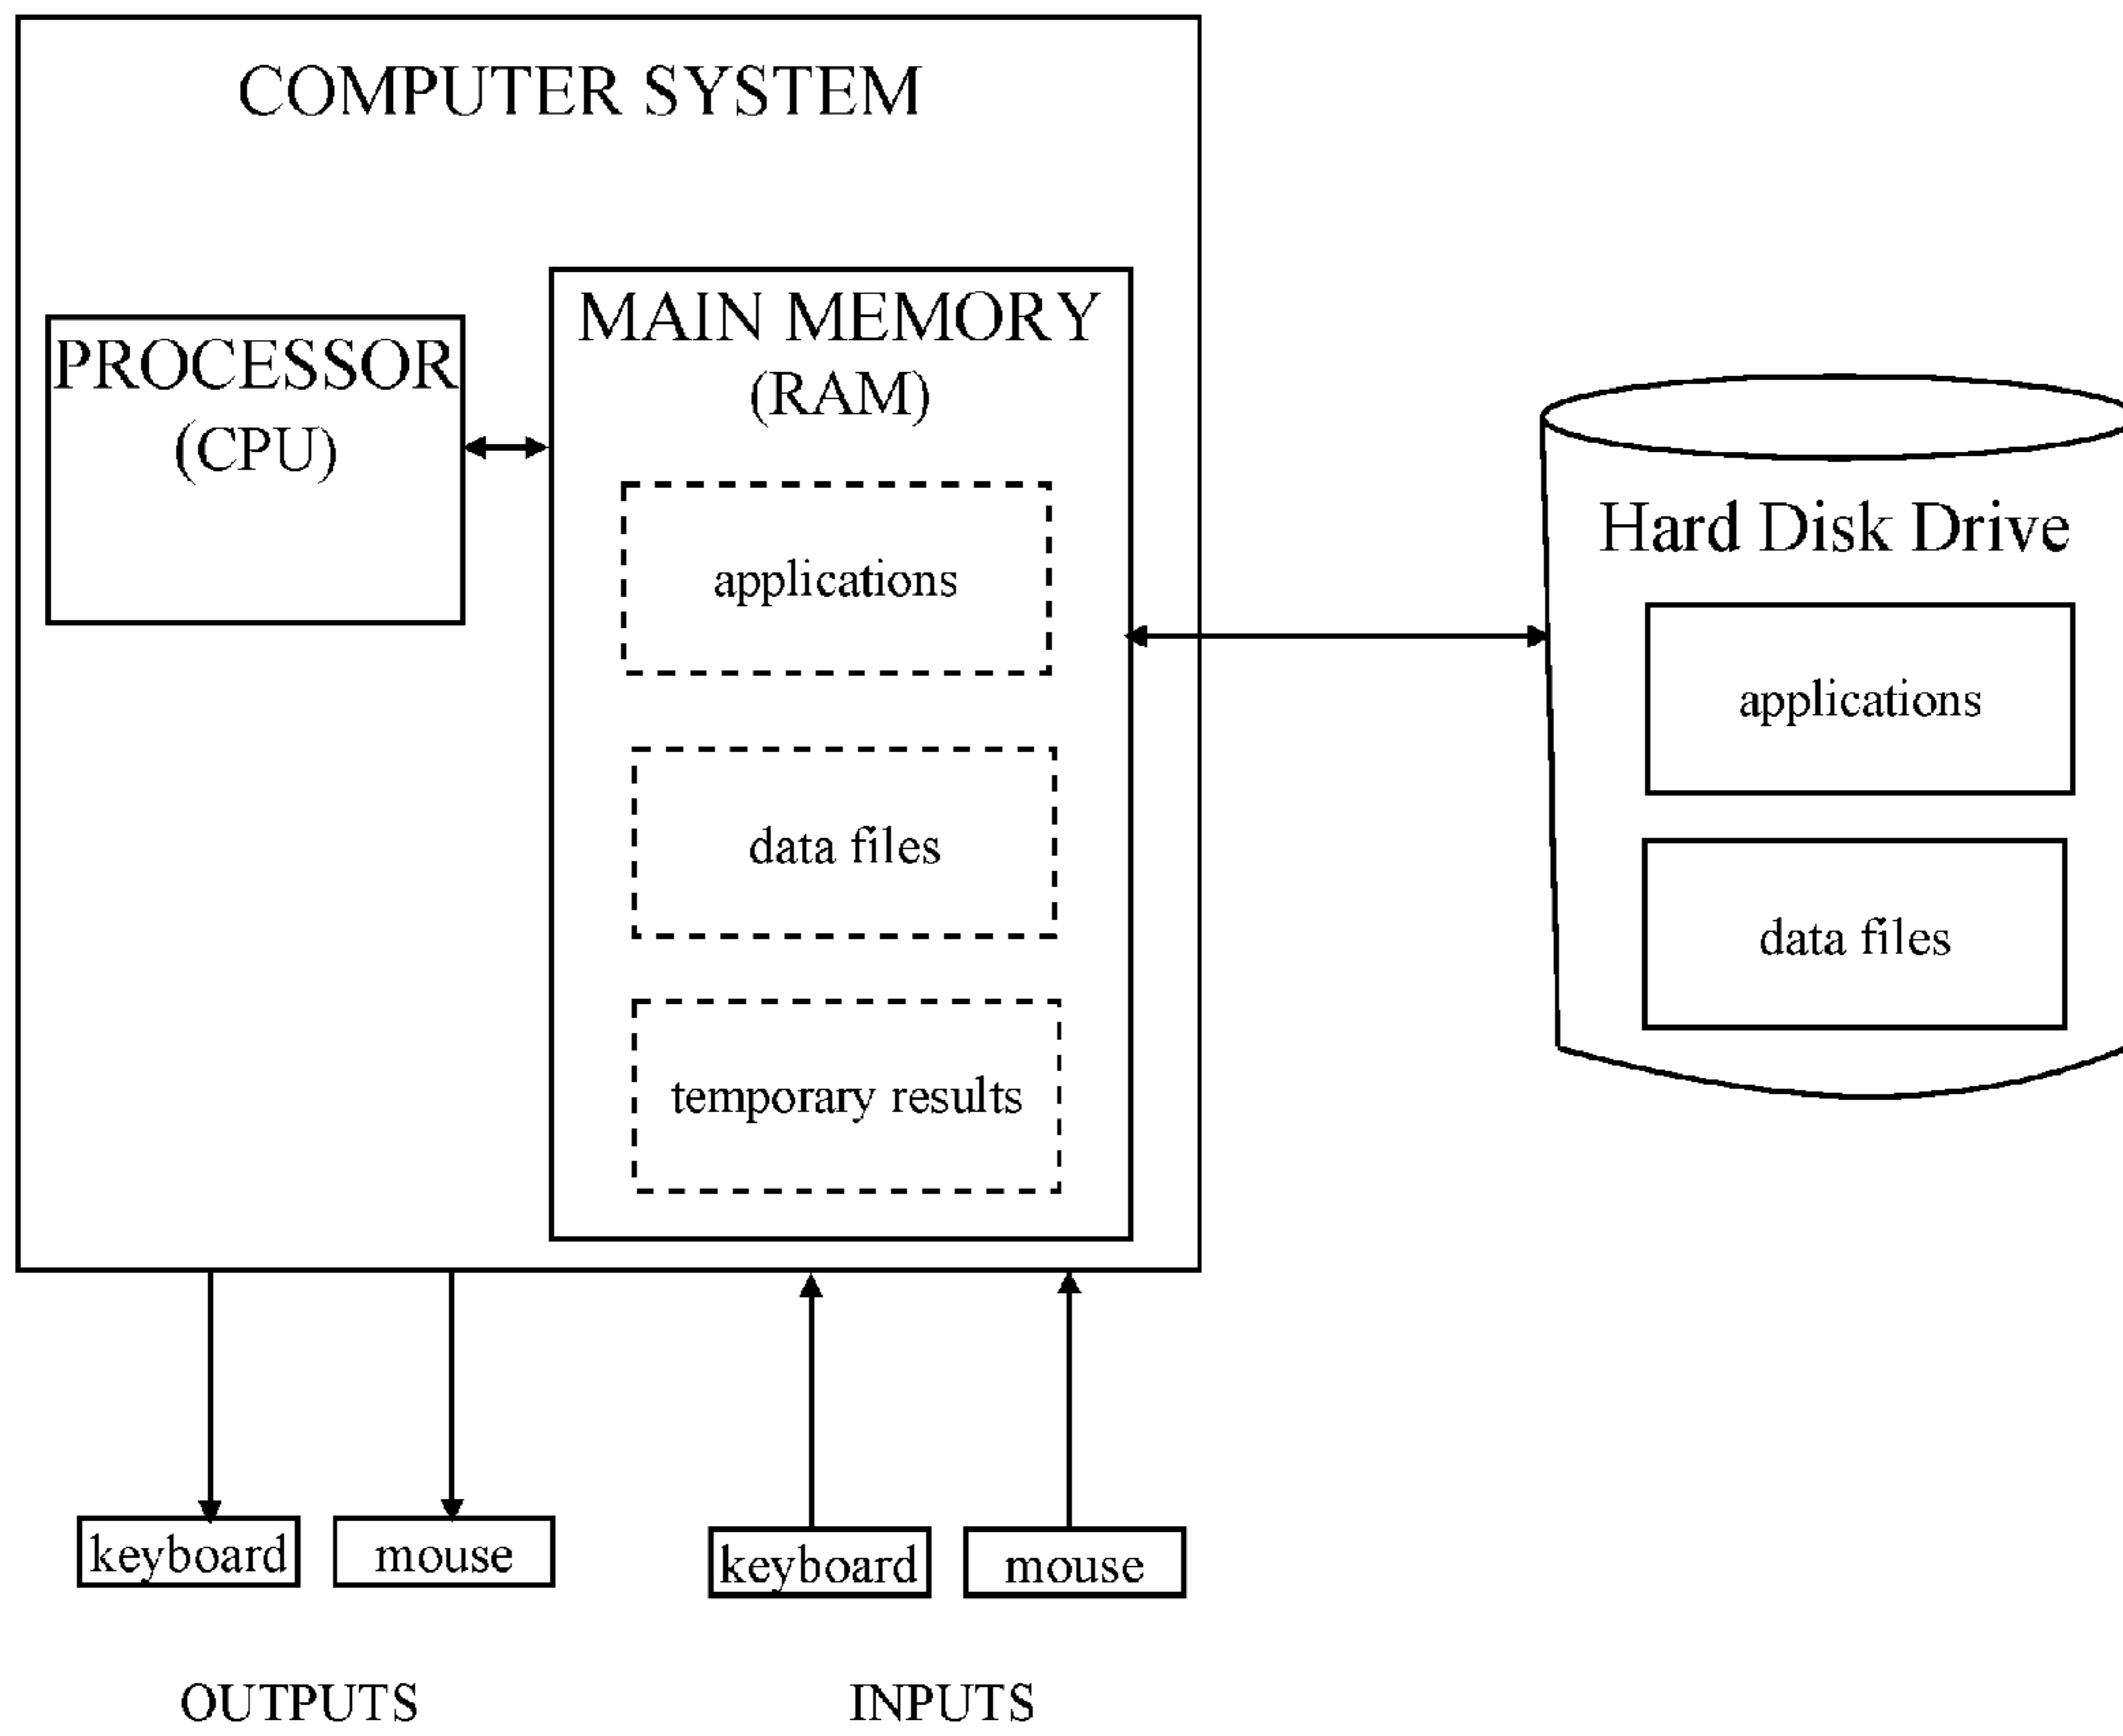 COMPUTER SYSTEM
PROCESSOR
(CPU)
MAIN MEMORY
(RAM)
applications
data files
temporary results
Hard Disk Drive
applications
data files
keyboard
mouse
keyboard
mouse
OUTPUTS
INPUTS